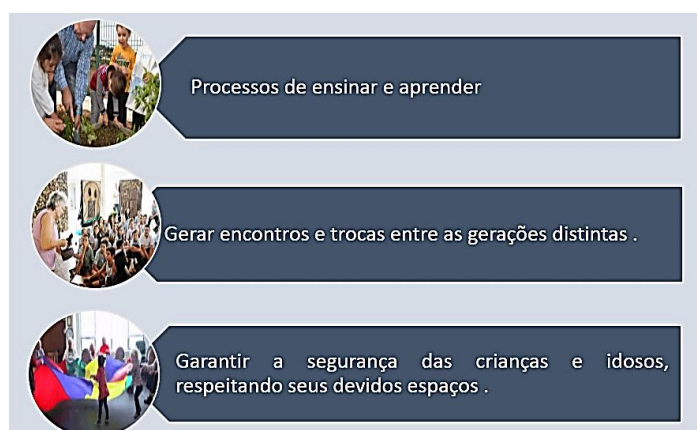 Processos de ensinar e aprender
Gerar encontros e trocas entre as gerações distintas .
Garantir a segurança das crianças e idosos,
respeitando seus devidos espaços .